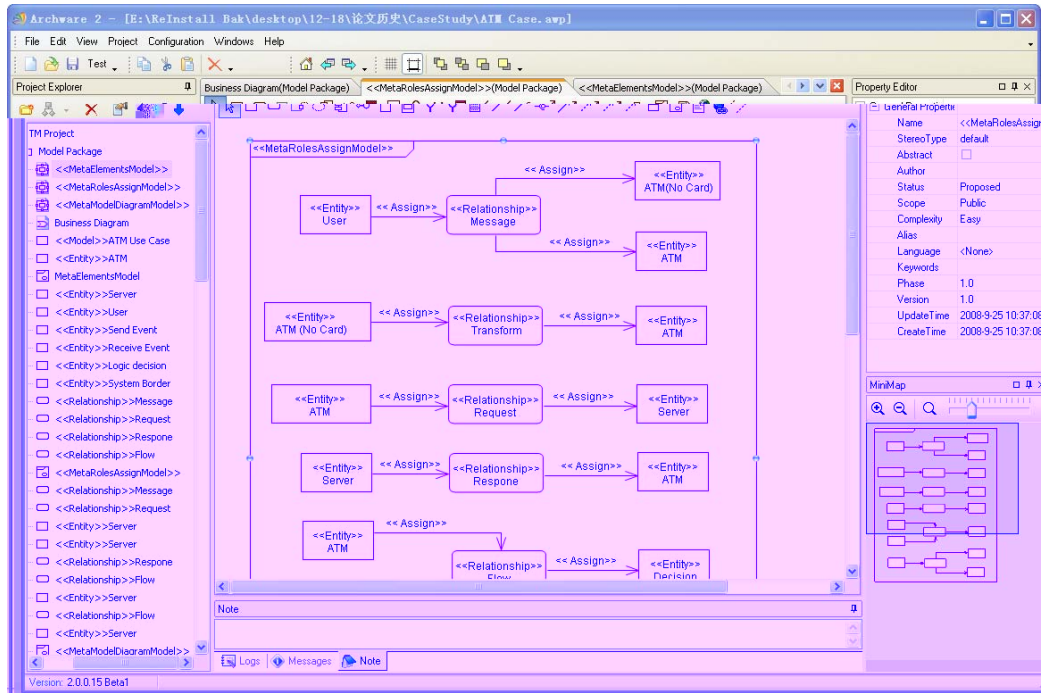 Archware 2 - [E:\ReInstall Bak\desktop\12-18\论文历史\CaseStudy\ATM Case.awp]
File Edit View Project Configuration Windows Help
Test
Project Explorer
Business Diagram(Model Package)
<<MetaRolesAssignModel>>(Model Package)
<<MetaElementsModel>>(Model Package)
Property Editor
TM Project
Model Package
<<MetaElementsModel>>
<<MetaRolesAssignModel>>
<<MetaModelDiagramModel>>
Business Diagram
<<Model>>ATM Use Case
<<Entity>>ATM
MetaElementsModel
<<Entity>>Server
<<Entity>>User
<<Entity>>Send Event
<<Entity>>Receive Event
<<Entity>>Logic decision
<<Entity>>System Border
<<Relationship>>Message
<<Relationship>>Request
<<Relationship>>Respone
<<Relationship>>Flow
<<MetaRolesAssignModel>>
<<Relationship>>Message
<<Relationship>>Request
<<Entity>>Server
<<Entity>>Server
<<Relationship>>Respone
<<Relationship>>Flow
<<Entity>>Server
<<Relationship>>Flow
<<Entity>>Server
<<MetaModelDiagramModel>>
<<MetaRolesAssignModel>>
<<Entity>>
User
<< Assign>>
<<Relationship>>
Message
<< Assign>>
<<Entity>>
ATM(No Card)
<< Assign>>
<<Entity>>
ATM
<<Entity>>
ATM (No Card)
<< Assign>>
<<Relationship>>
Transform
<< Assign>>
<<Entity>>
ATM
<<Entity>>
ATM
<< Assign>>
<<Relationship>>
Request
<< Assign>>
<<Entity>>
Server
<<Entity>>
Server
<< Assign>>
<<Relationship>>
Respone
<< Assign>>
<<Entity>>
ATM
<<Entity>>
ATM
<< Assign>>
<<Relationship>>
Flow
<< Assign>>
<<Entity>>
Decision
General Propertie
Name <<MetaRolesAssign
StereoType default
Abstract
Author
Status Proposed
Scope Public
Complexity Easy
Alias
Language <None>
Keywords
Phase 1.0
Version 1.0
UpdateTime 2008-9-25 10:37:08
CreateTime 2008-9-25 10:37:08
MiniMap
Note
Logs Messages Note
Version: 2.0.0.15 Beta1